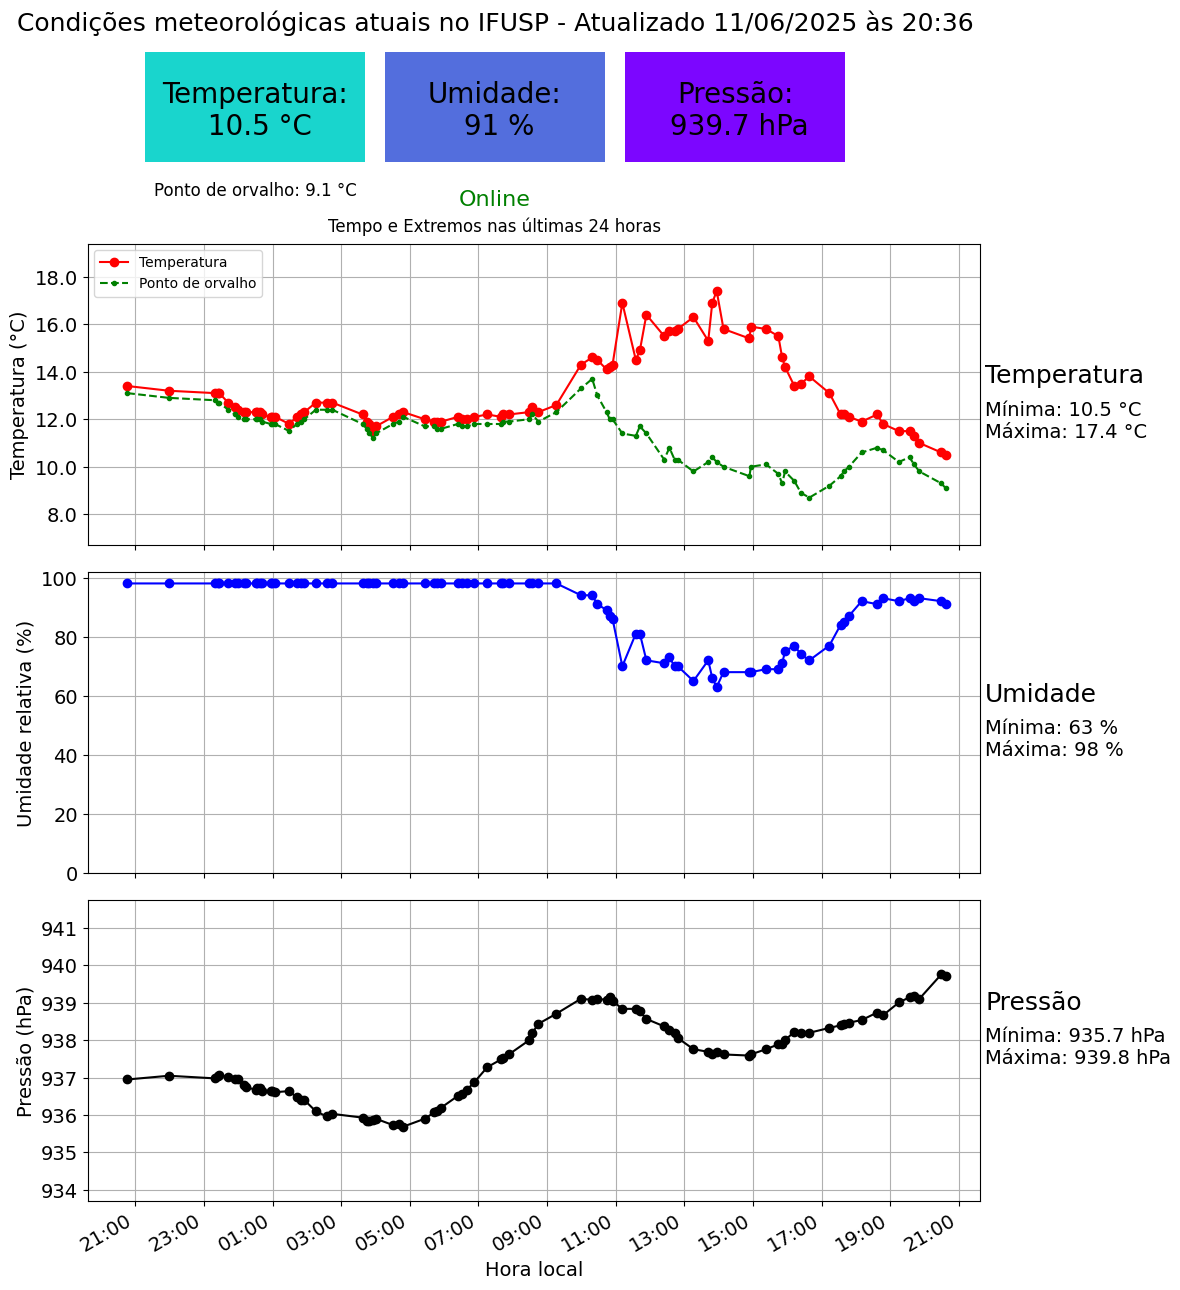 Condições meteorológicas atuais no IFUSP - Atualizado 11/06/2025 às 20:36
Temperatura:
10.5 °C
Umidade:
91 %
Pressão:
939.7 hPa
Ponto de orvalho: 9.1 °C
Online
Tempo e Extremos nas últimas 24 horas
Temperatura
Ponto de orvalho
Temperatura (°C)
18.0
16.0
14.0
12.0
10.0
8.0
Temperatura
Mínima: 10.5 °C
Máxima: 17.4 °C
Umidade relativa (%)
100
80
60
40
20
0
Umidade
Mínima: 63 %
Máxima: 98 %
Pressão (hPa)
941
940
939
938
937
936
935
934
Pressão
Mínima: 935.7 hPa
Máxima: 939.8 hPa
21:00 23:00 01:00 03:00 05:00 07:00 09:00 11:00 13:00 15:00 17:00 19:00 21:00
Hora local